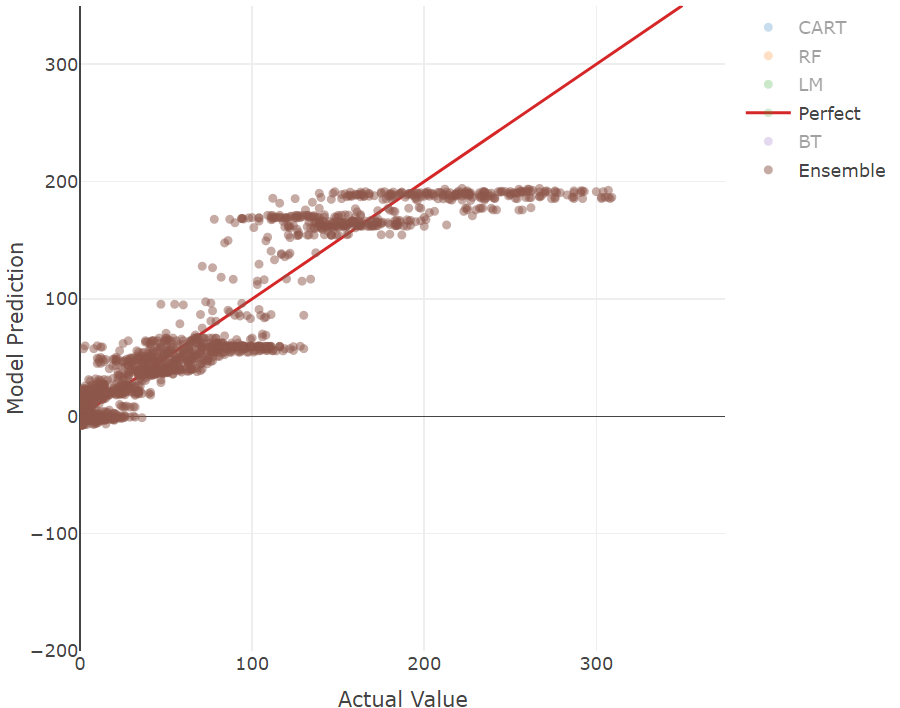 CART
RF
LM
Perfect
BT
Ensemble
300
200
100
0
−100
−200
0
100
200
300
Model Prediction
Actual Value